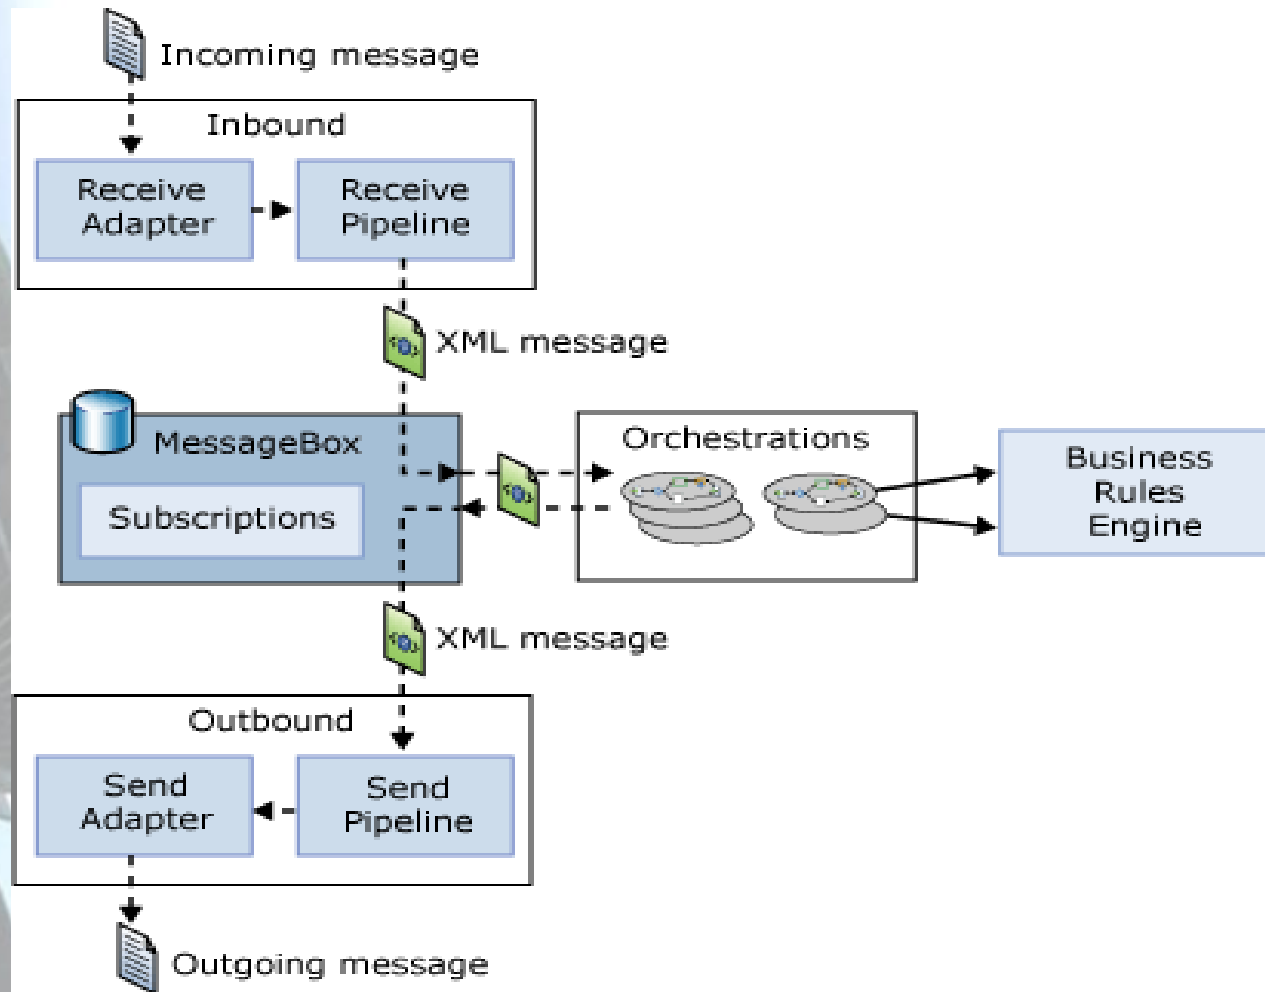 Incoming message
Inbound
Receive
Adapter
Receive
Pipeline
XML message
MessageBox
Subscriptions
Orchestrations
Business
Rules
Engine
XML message
Outbound
Send
Adapter
Send
Pipeline
Outgoing message